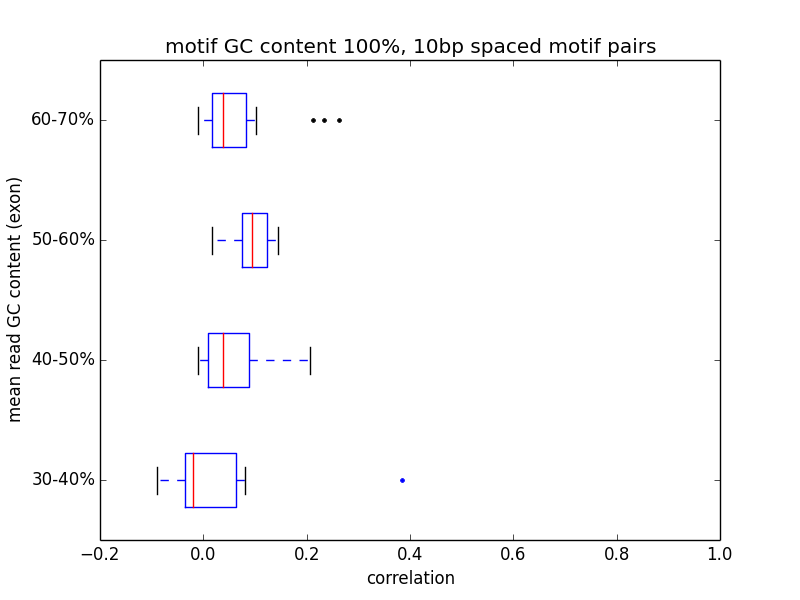 motif GC content 100%, 10bp spaced motif pairs
60-70%
50-60%
40-50%
30-40%
mean read GC content (exon)
−0.2 0.0 0.2 0.4 0.6 0.8 1.0
correlation